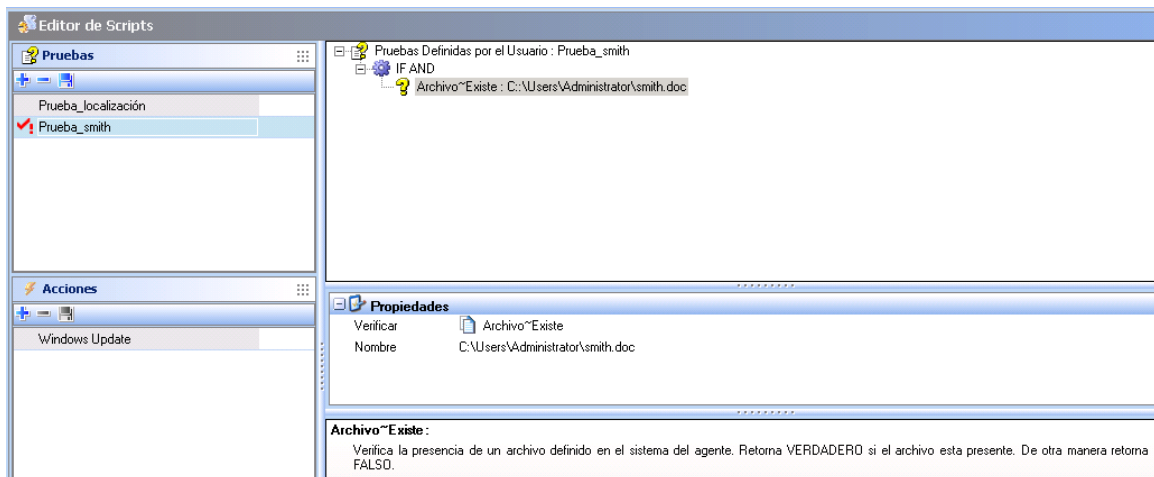 Editor de Scripts
Pruebas
Prueba_localización
Prueba_smith
Acciones
Windows Update
Pruebas Definidas por el Usuario : Prueba_smith
IF AND
Archivo~Existe : C::\Users\Administrator\smith.doc
Propiedades
Verificar Archivo~Existe
Nombre C:\Users\Administrator\smith.doc
Archivo~Existe :
Verifica la presencia de un archivo definido en el sistema del agente. Retorna VERDADERO si el archivo esta presente. De otra manera retorna
FALSO.